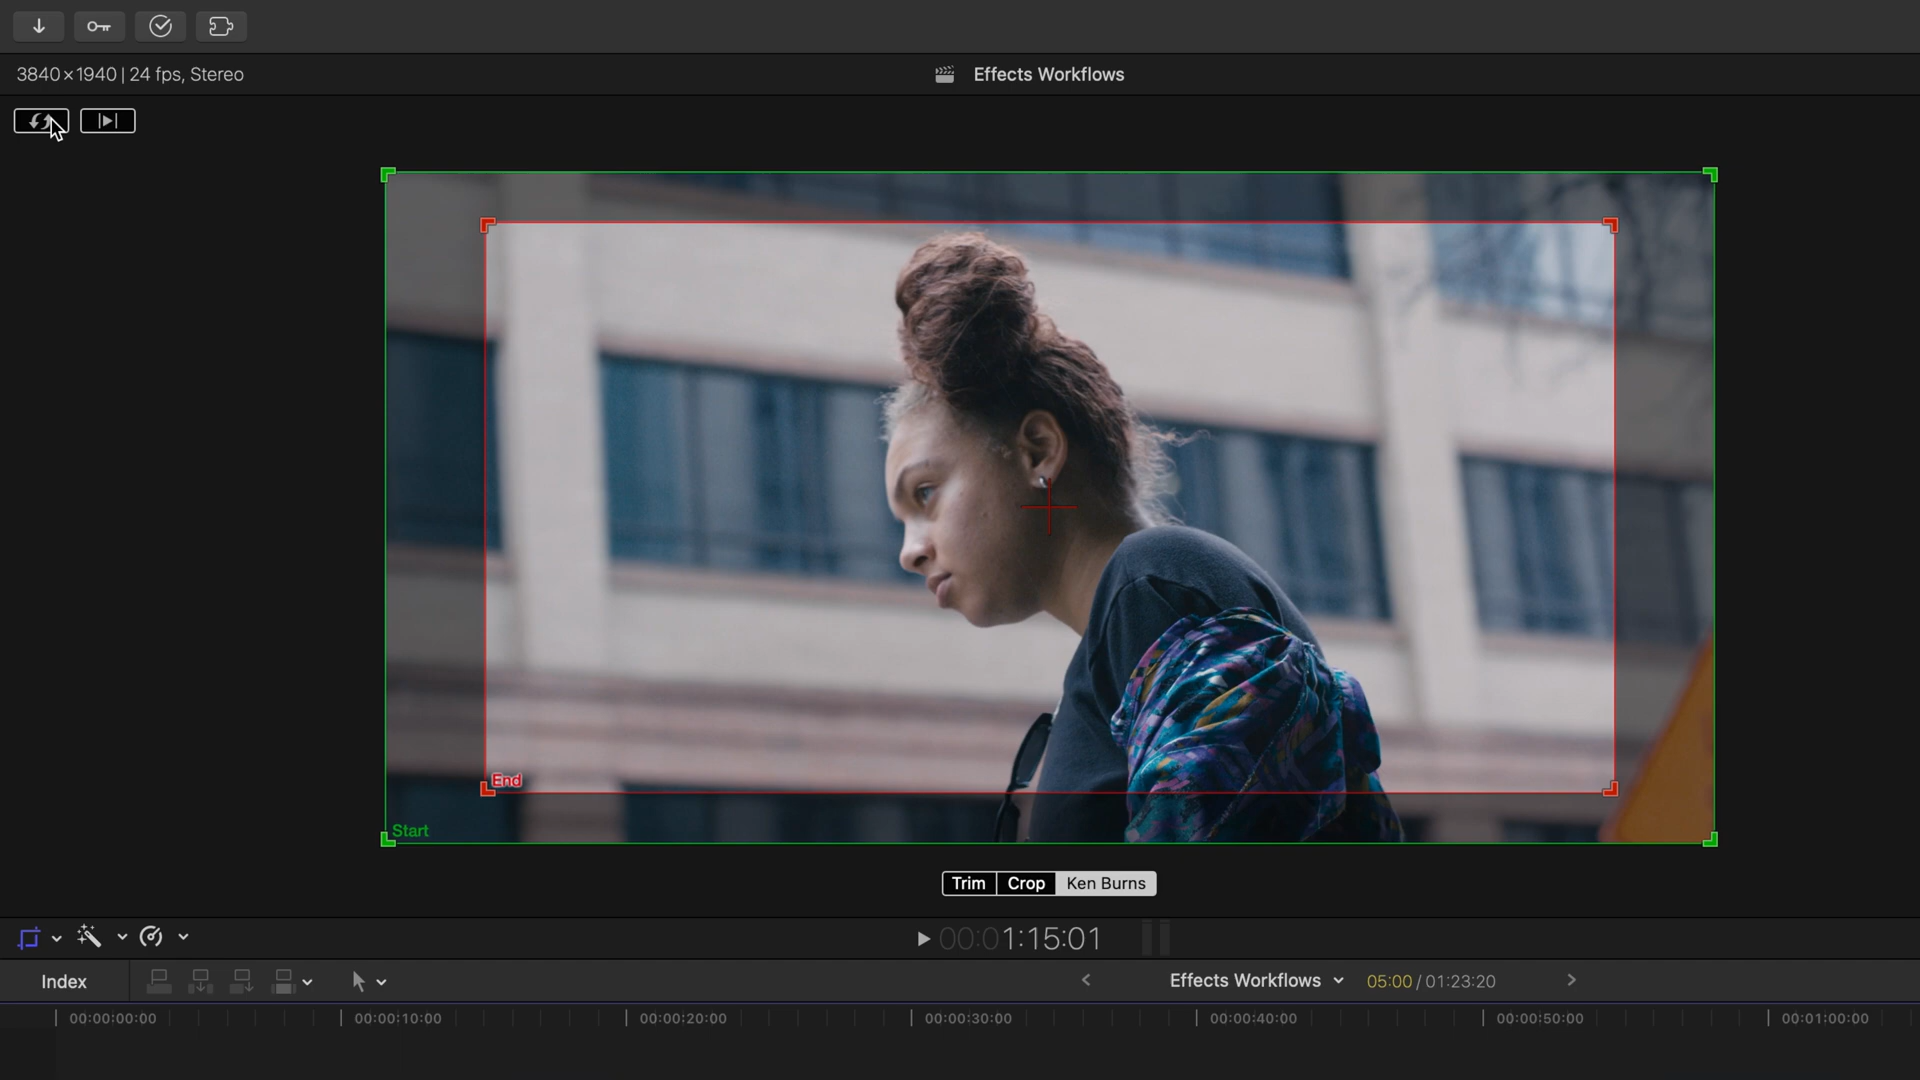 3840×1940 | 24 fps, Stereo
Effects Workflows
End
Start
Trim Crop Ken Burns
00:01:15:01
Index
Effects Workflows 05:00 / 01:23:20
00:00:00:00 00:00:10:00 00:00:20:00 00:00:30:00 00:00:40:00 00:00:50:00 00:01:00:00